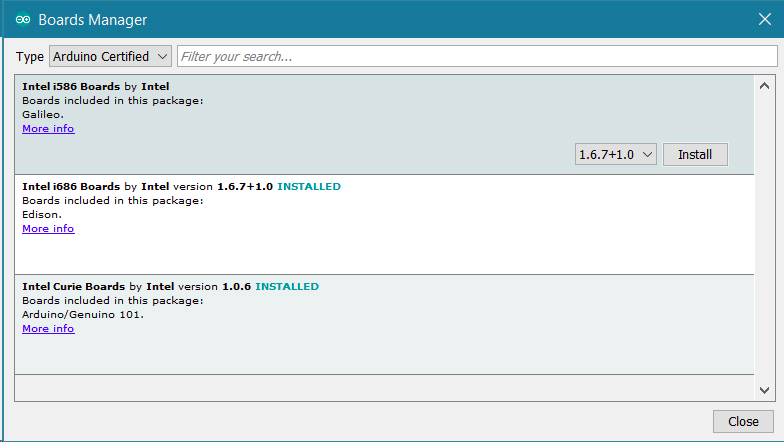 Boards Manager
Type Arduino Certified Filter your search...
Intel i586 Boards by Intel
Boards included in this package:
Galileo.
More info
1.6.7+1.0 Install
Intel i686 Boards by Intel version 1.6.7+1.0 INSTALLED
Boards included in this package:
Edison.
More info
Intel Curie Boards by Intel version 1.0.6 INSTALLED
Boards included in this package:
Arduino/Genuino 101.
More info
Close